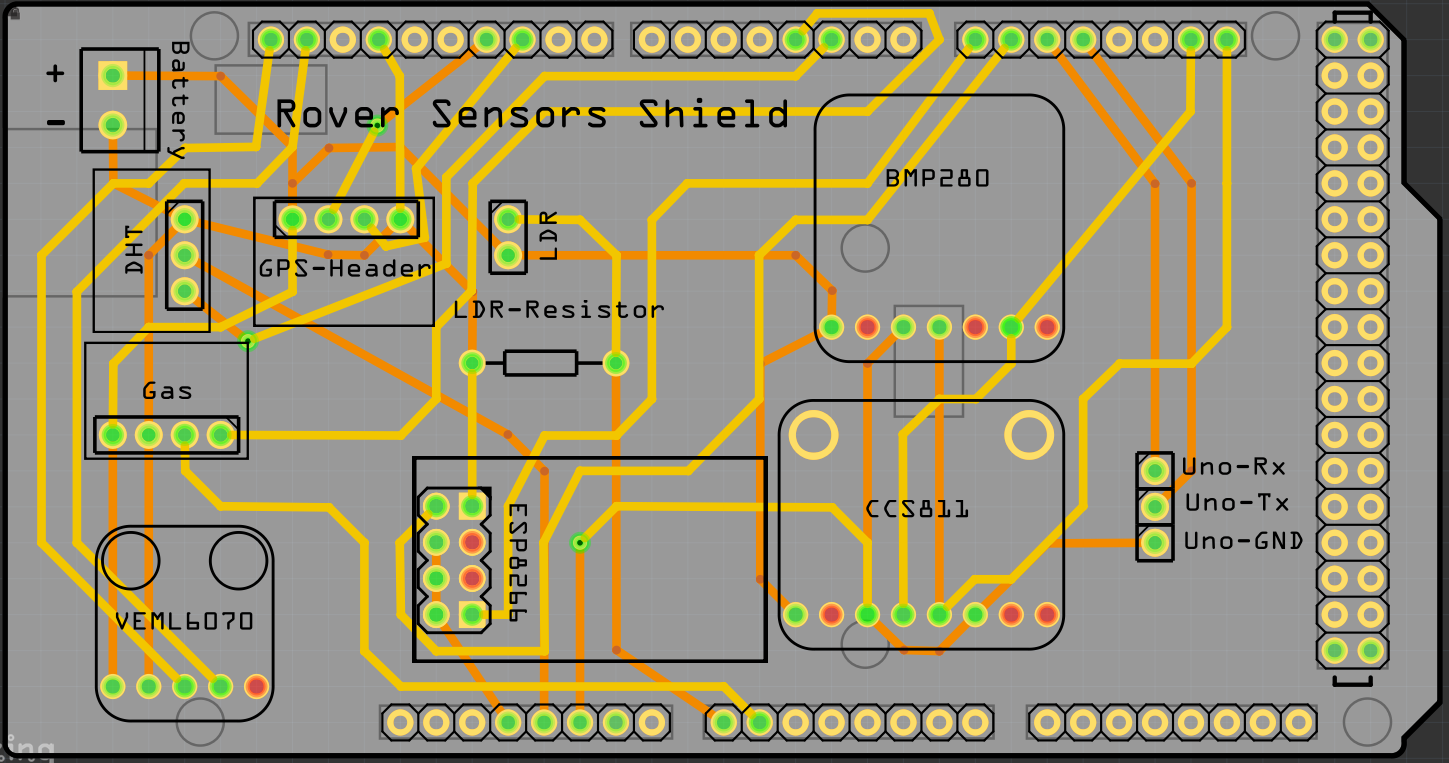 +
-
Battery
Rover Sensors Shield
BMP280
DHT
LDR
GPS-Header
LDR-Resistor
Gas
Uno-Rx
Uno-Tx
Uno-GND
CCS811
ESP8266
VEML6070
ing